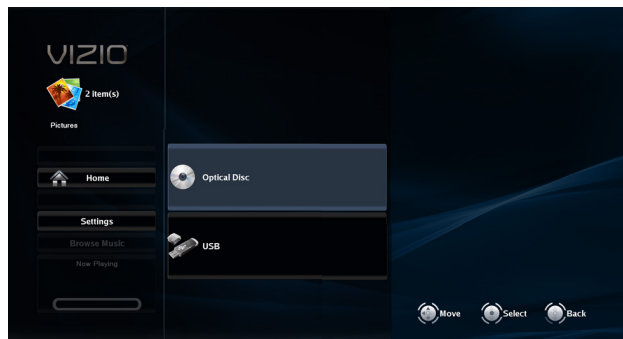 VIZIO
2 item(s)
Pictures
Home
Settings
Browse Music
Now Playing
Optical Disc
USB
Move
Select
Back